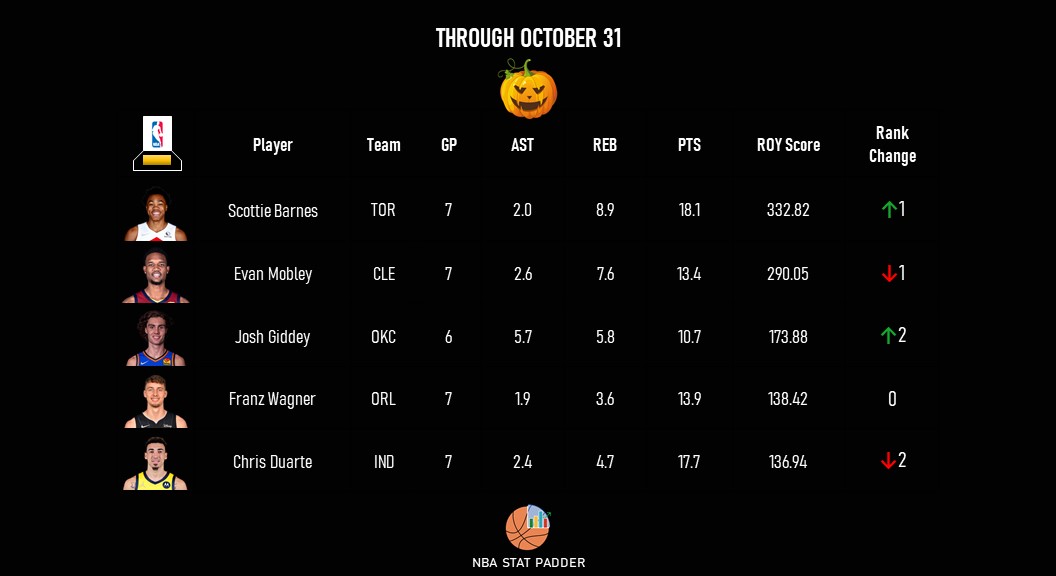 THROUGH OCTOBER 31
Player Team GP AST REB PTS ROY Score Rank Change
Scottie Barnes TOR 7 2.0 8.9 18.1 332.82 ↑1
Evan Mobley CLE 7 2.6 7.6 13.4 290.05 ↓1
Josh Giddey OKC 6 5.7 5.8 10.7 173.88 ↑2
Franz Wagner ORL 7 1.9 3.6 13.9 138.42 0
Chris Duarte IND 7 2.4 4.7 17.7 136.94 ↓2
NBA STAT PADDER